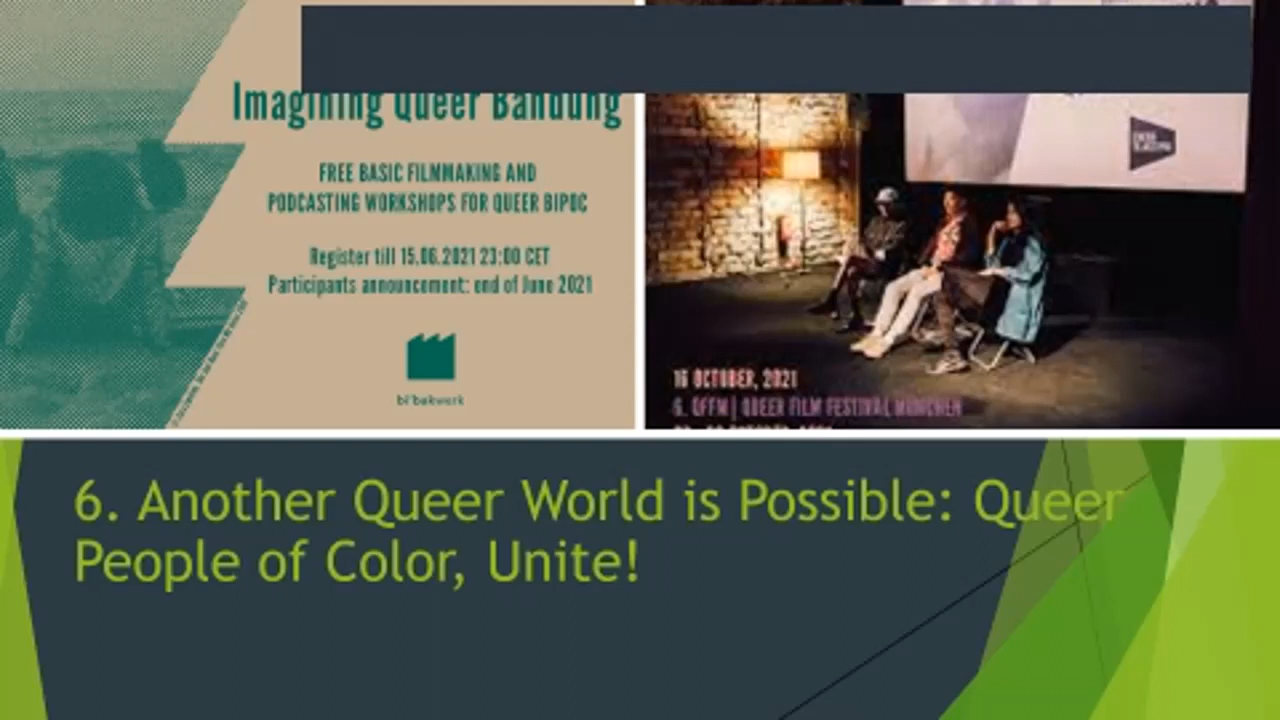 Imagining Queer Bandung
FREE BASIC FILMMAKING AND
PODCASTING WORKSHOPS FOR QUEER BIPOC
Register till 15.06.2021 23:00 CET
Participants announcement: end of June 2021
bi'bakwerk
16 OCTOBER, 2021
6. QFFM | QUEER FILM FESTIVAL MÜNCHEN
6. Another Queer World is Possible: Queer
People of Color, Unite!